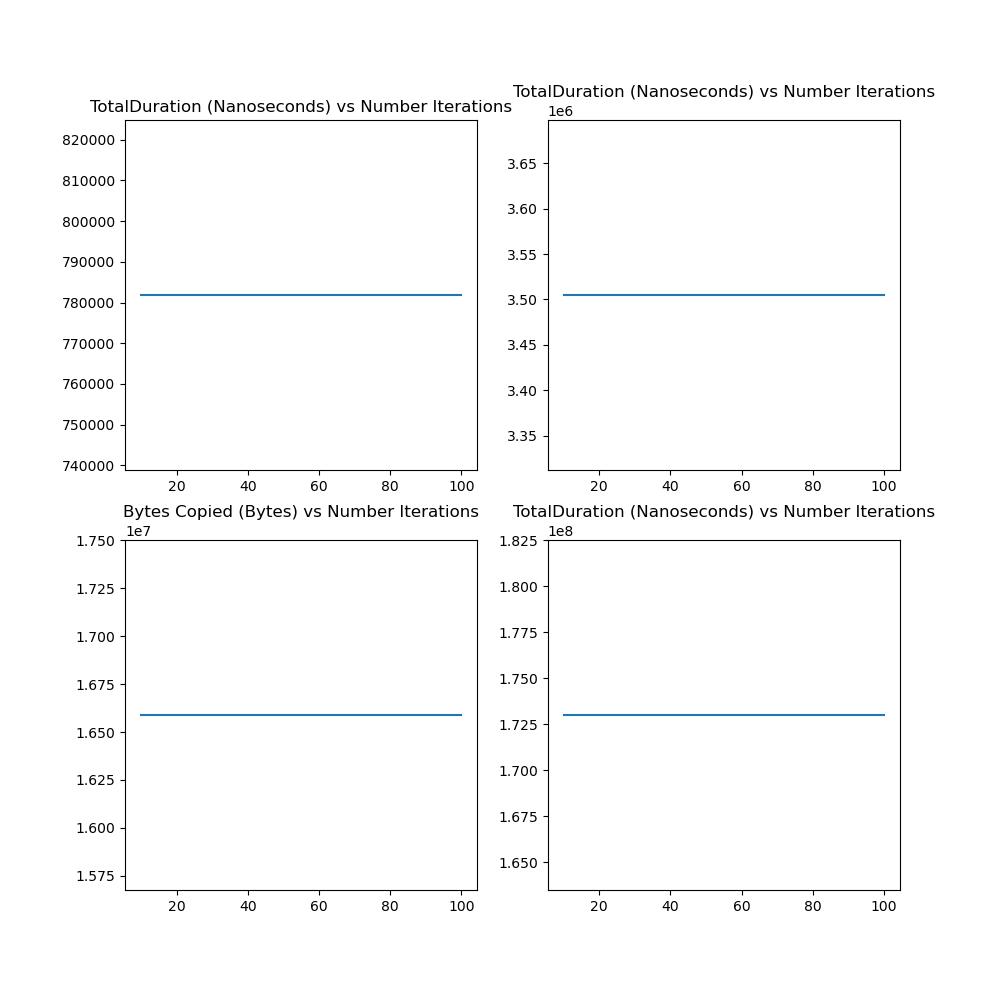 TotalDuration (Nanoseconds) vs Number Iterations
820000
810000
800000
790000
780000
770000
760000
750000
740000
20 40 60 80 100
TotalDuration (Nanoseconds) vs Number Iterations
1e6
3.65
3.60
3.55
3.50
3.45
3.40
3.35
20 40 60 80 100
Bytes Copied (Bytes) vs Number Iterations
1e7
1.750
1.725
1.700
1.675
1.650
1.625
1.600
1.575
20 40 60 80 100
TotalDuration (Nanoseconds) vs Number Iterations
1e8
1.825
1.800
1.775
1.750
1.725
1.700
1.675
1.650
20 40 60 80 100